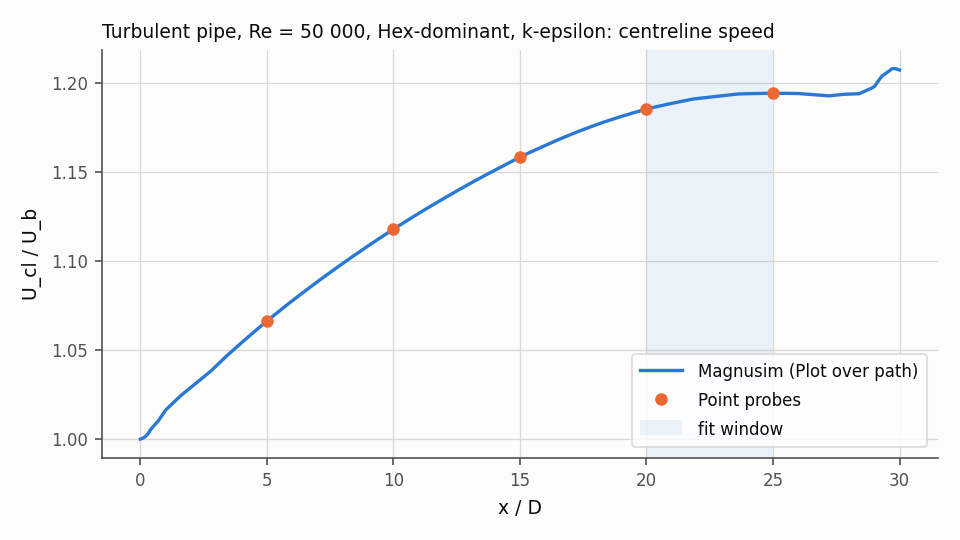 Turbulent pipe, Re = 50 000, Hex-dominant, k-epsilon: centreline speed
U_cl / U_b
1.20
1.15
1.10
1.05
1.00
Magnusim (Plot over path)
Point probes
fit window
0 5 10 15 20 25 30
x / D